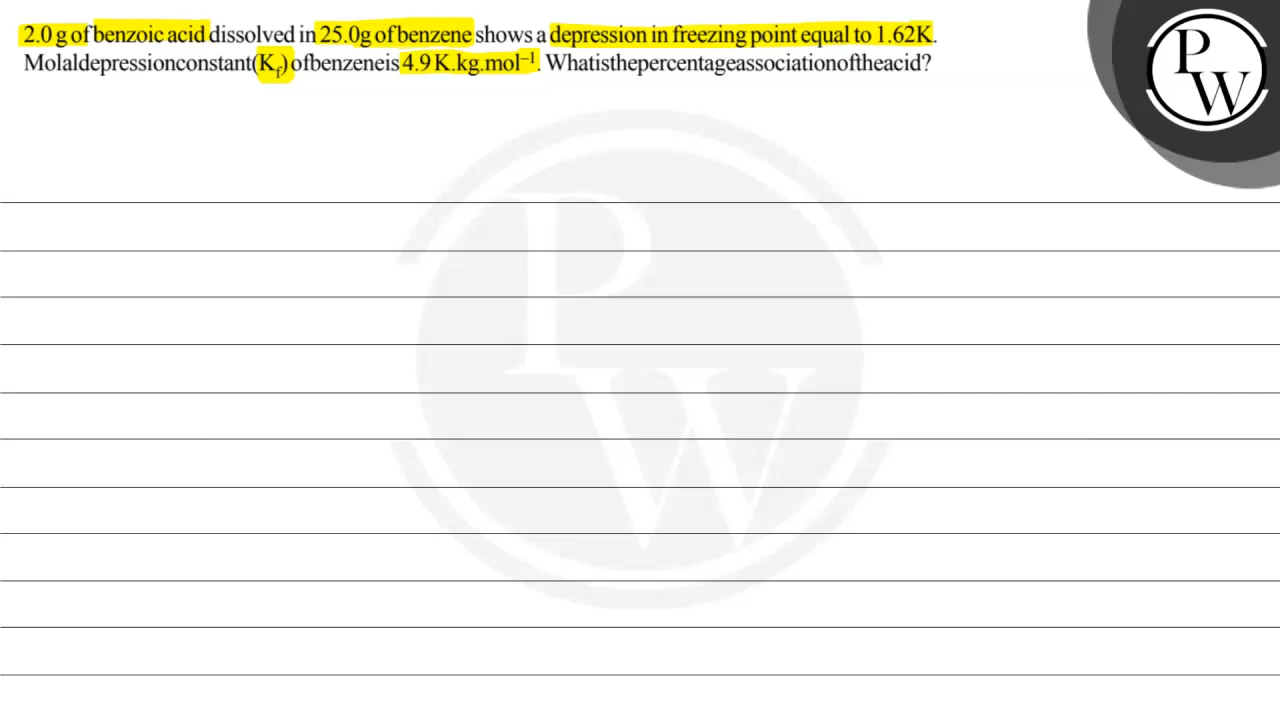 2.0 g of benzoic acid dissolved in 25.0g of benzene shows a depression in freezing point equal to 1.62K.
Molaldepressionconstant(K_f) ofbenzeneis 4.9 K.kg.mol⁻¹. Whatisthepercentageassociationoftheacid?
P
W
P
W